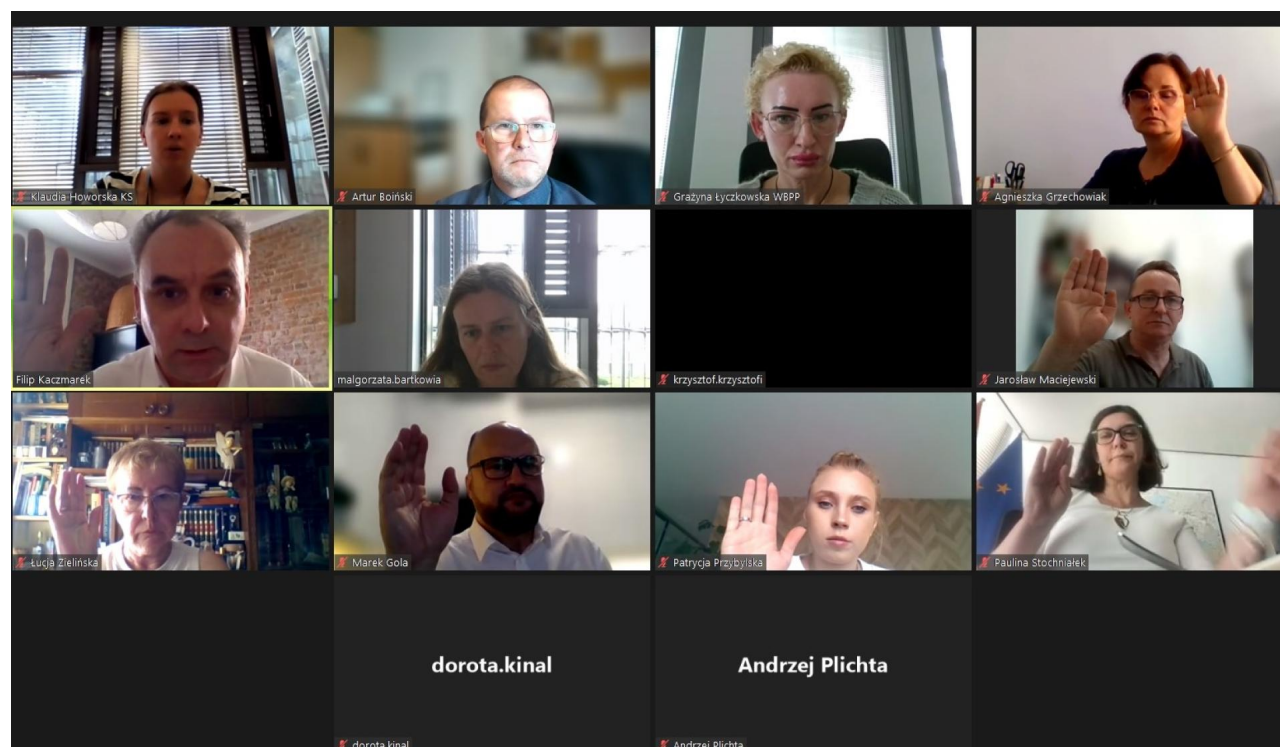 Klaudia Howorska KS
Artur Boiński
Grażyna Łyczkowska WBPP
Agnieszka Grzechowiak
Filip Kaczmarek
malgorzata.bartkowia
krzysztof.krzysztofi
Jarosław Maciejewski
Łucja Zielińska
Marek Gola
Patrycja Przybylska
Paulina Stochniałek
dorota.kinal
Andrzej Plichta
dorota.kinal
Andrzej Plichta